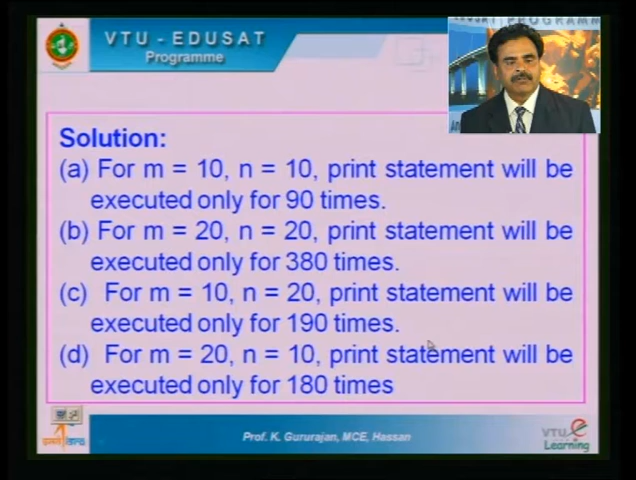 VTU - EDUSAT
Programme
PROGRAMM
Solution:
(a) For m = 10, n = 10, print statement will be
executed only for 90 times.
(b) For m = 20, n = 20, print statement will be
executed only for 380 times.
(c) For m = 10, n = 20, print statement will be
executed only for 190 times.
(d) For m = 20, n = 10, print statement will be
executed only for 180 times
Prof. K. Gururajan, MCE, Hassan
VTU e
Learning